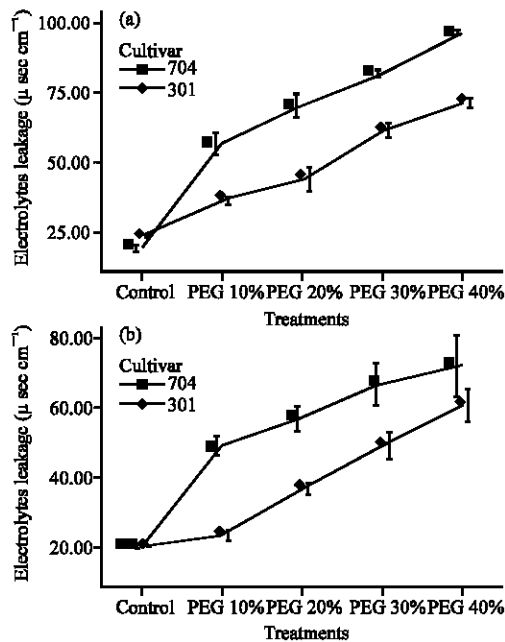 (a)
Cultivar
704
301
Electrolytes leakage (μ sec cm⁻¹)
100.00
75.00
50.00
25.00
Control PEG 10% PEG 20% PEG 30% PEG 40%
Treatments
(b)
Cultivar
704
301
Electrolytes leakage (μ sec cm⁻¹)
80.00
60.00
40.00
20.00
Control PEG 10% PEG 20% PEG 30% PEG 40%
Treatments